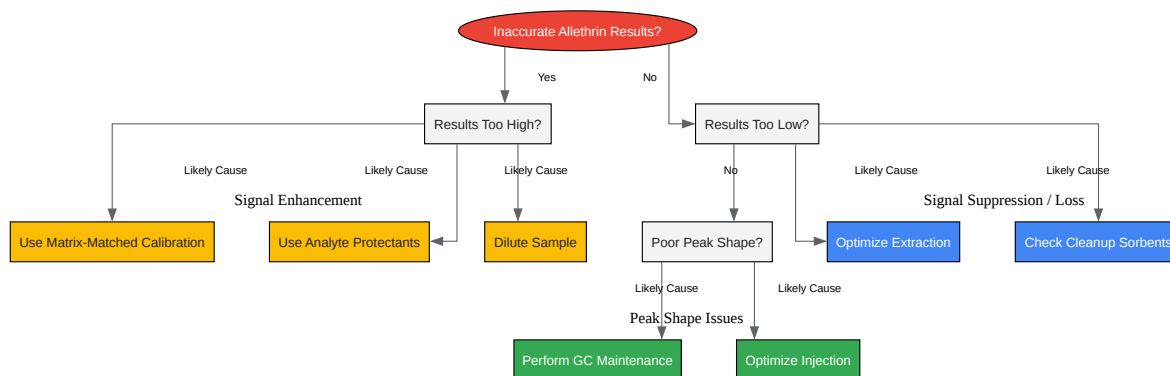 Inaccurate Allethrin Results?
Yes
No
Results Too High?
Results Too Low?
Likely Cause
Likely Cause
Likely Cause
No
Likely Cause
Likely Cause
Signal Enhancement
Signal Suppression / Loss
Use Matrix-Matched Calibration
Use Analyte Protectants
Dilute Sample
Poor Peak Shape?
Optimize Extraction
Check Cleanup Sorbents
Likely Cause
Likely Cause
Peak Shape Issues
Perform GC Maintenance
Optimize Injection